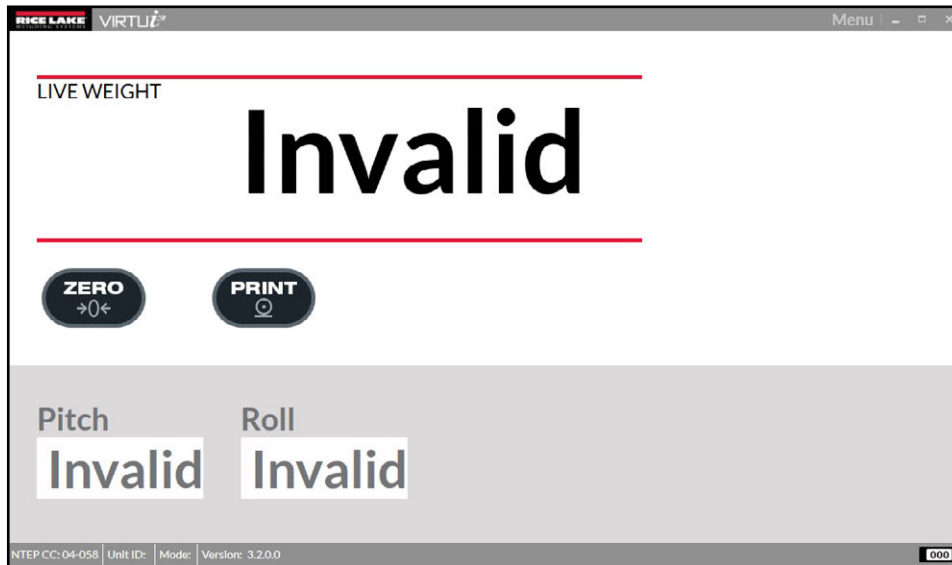 RICE LAKE VIRTUi² Menu
WEIGHING SYSTEMS
LIVE WEIGHT
Invalid
ZERO PRINT
→0←
Pitch Roll
Invalid Invalid
NTEP CC: 04-058 Unit ID: Mode: Version: 3.2.0.0 000